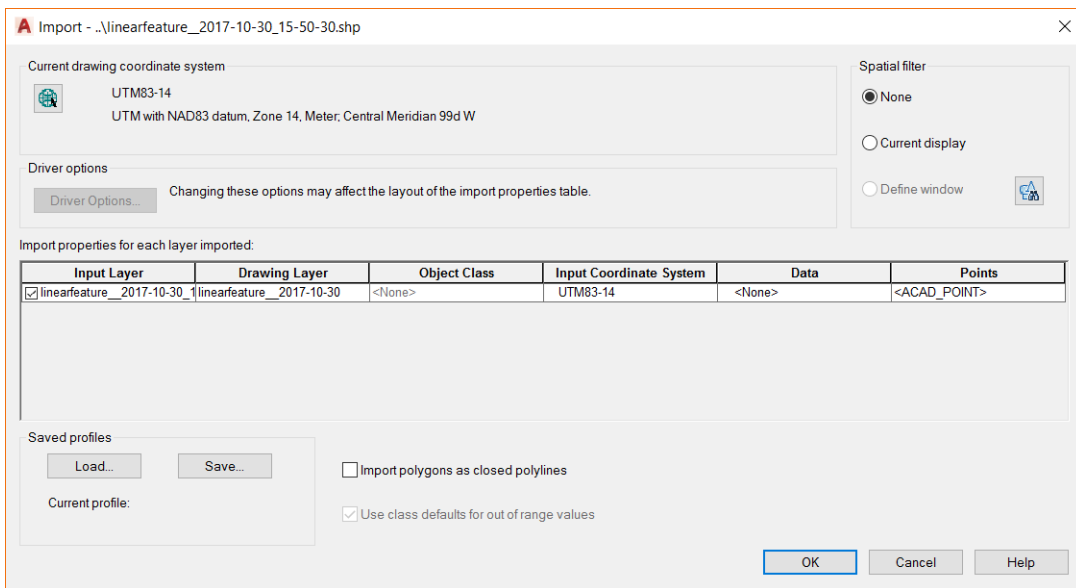 Import - ..\linearfeature__2017-10-30_15-50-30.shp
Current drawing coordinate system
UTM83-14
UTM with NAD83 datum, Zone 14, Meter; Central Meridian 99d W
Spatial filter
None
Current display
Define window
Driver options
Driver Options...
Changing these options may affect the layout of the import properties table.
Import properties for each layer imported:
Input Layer Drawing Layer Object Class Input Coordinate System Data Points
linearfeature__2017-10-30_1 linearfeature__2017-10-30 <None> UTM83-14 <None> <ACAD_POINT>
Saved profiles
Load... Save...
Current profile:
Import polygons as closed polylines
Use class defaults for out of range values
OK Cancel Help